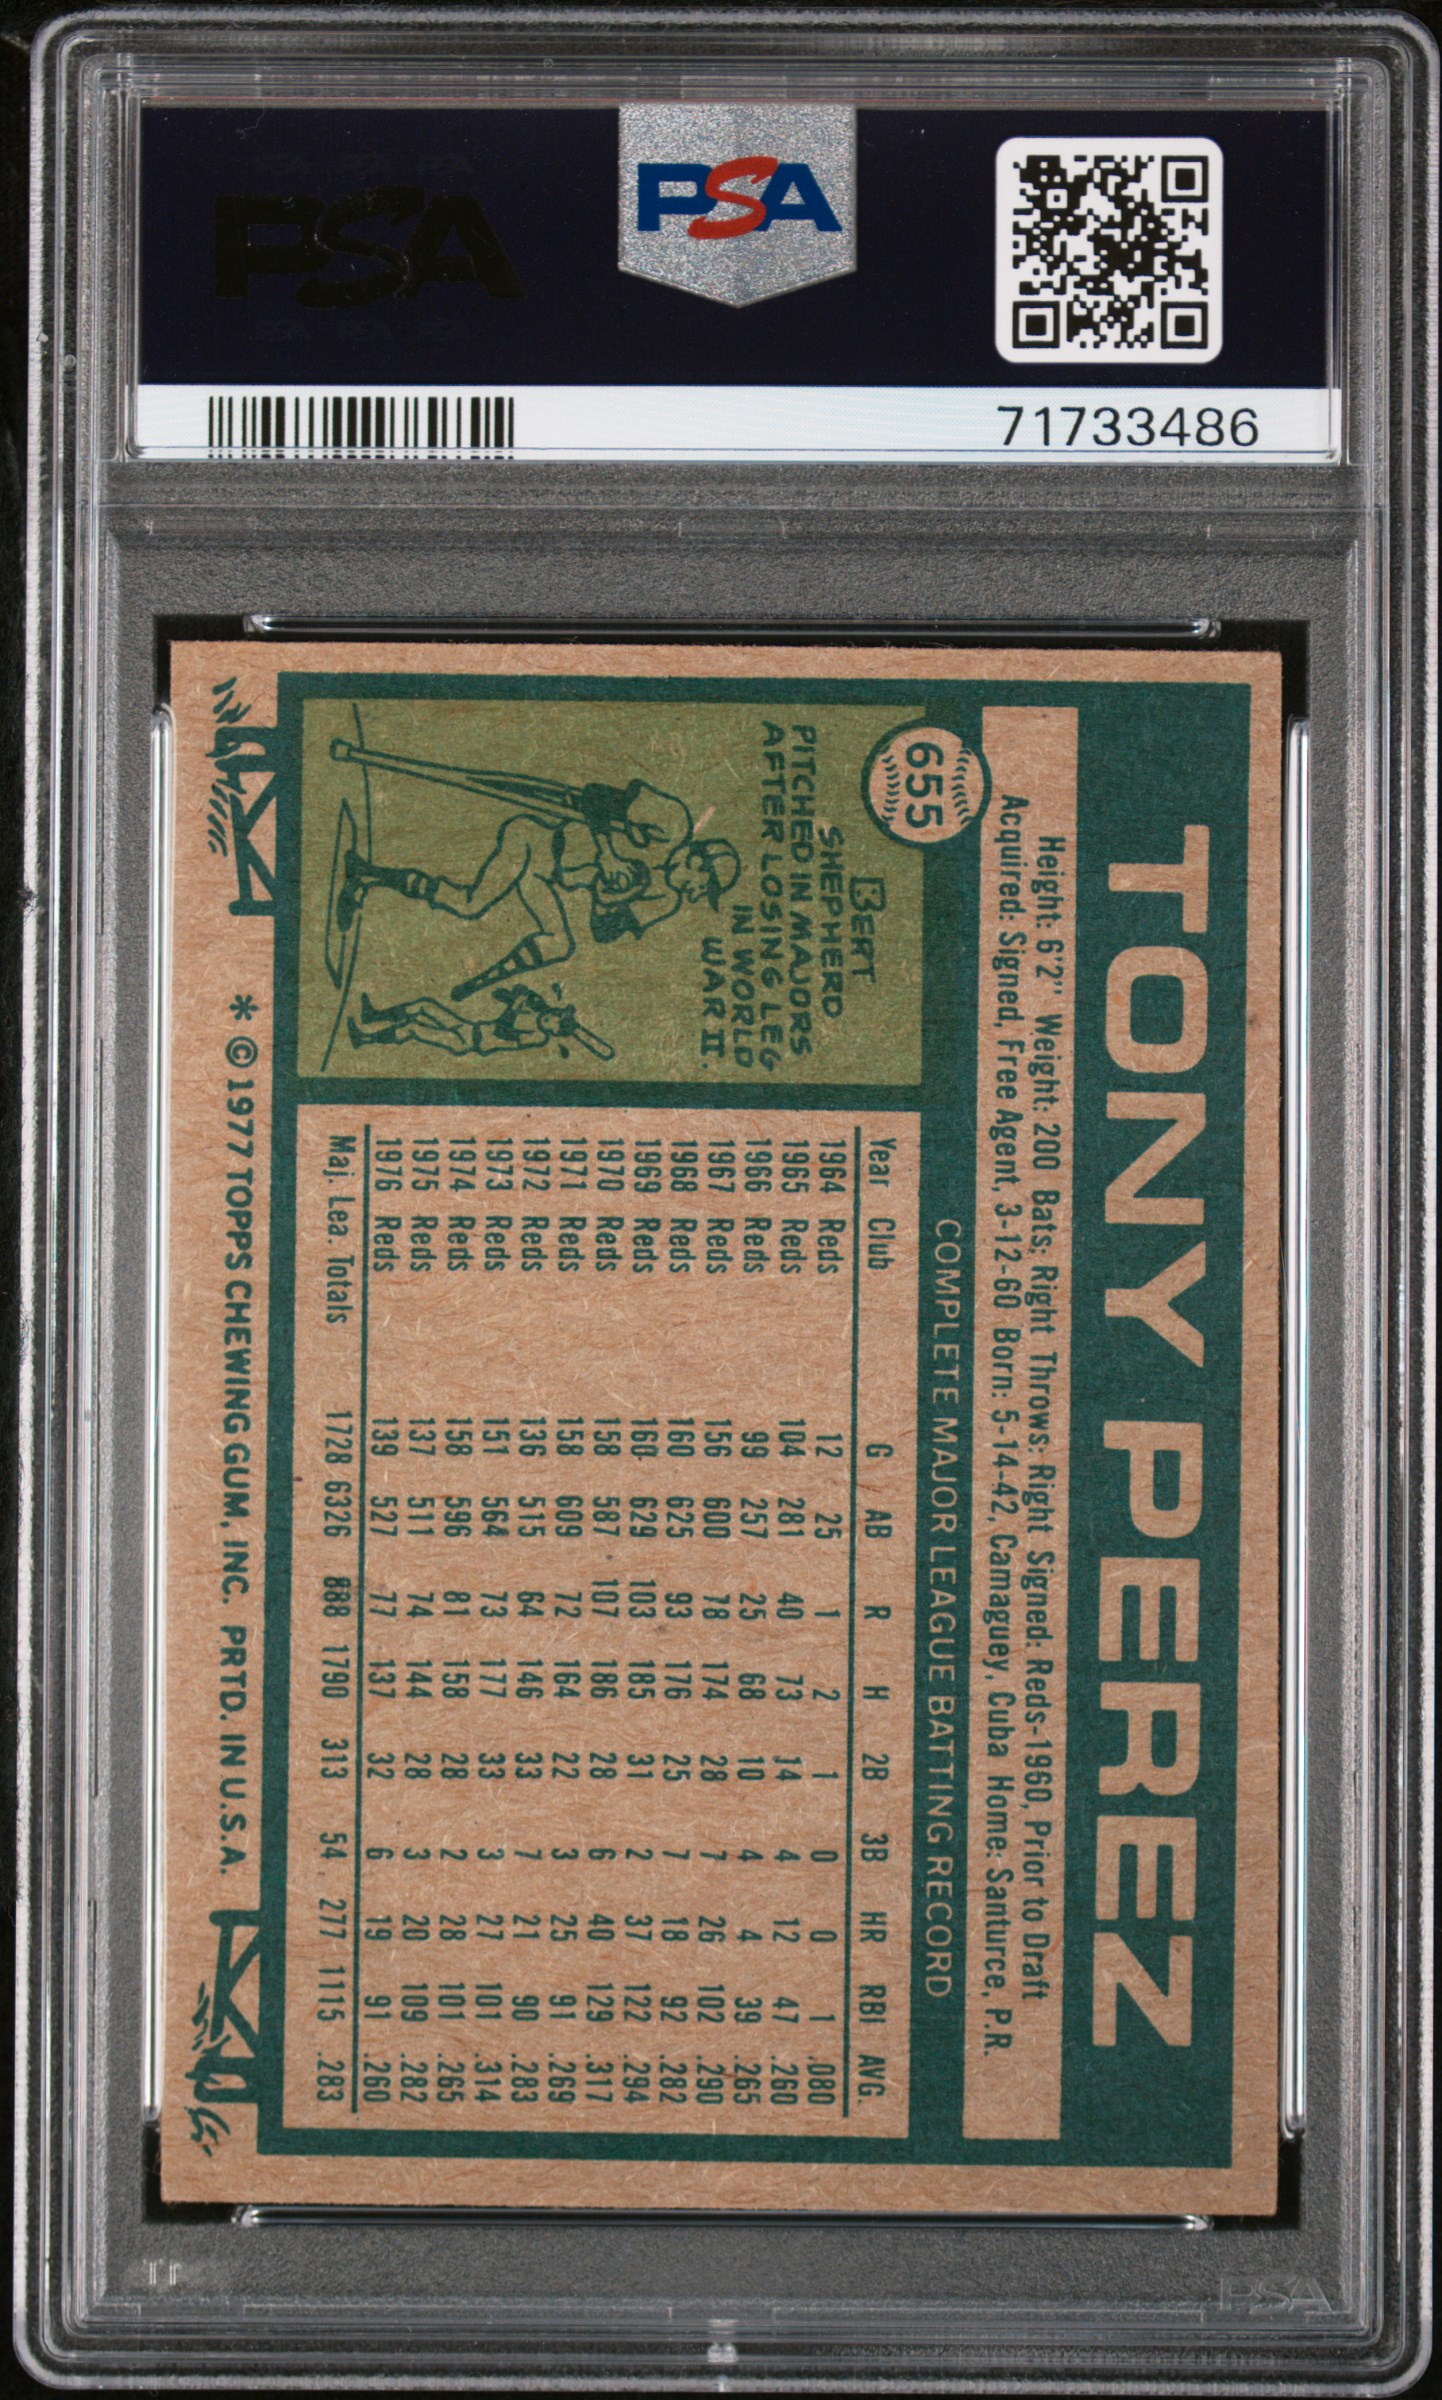 PSA
PSA
71733486
TONY PEREZ
Height: 6'2" Weight: 200 Bats: Right Throws: Right Signed: Reds-1960, Prior to Draft
Acquired: Signed, Free Agent, 3-12-60 Born: 5-14-42, Camaguey, Cuba Home: Santurce, P.R.
655
COMPLETE MAJOR LEAGUE BATTING RECORD
BERT
SHEPHERD
PITCHED IN MAJORS
AFTER LOSING LEG
IN WORLD
WAR II.
Year Club G AB R H 2B 3B HR RBI AVG.
1964 Reds 12 25 1 2 1 0 0 1 .080
1965 Reds 104 281 40 73 14 4 12 47 .260
1966 Reds 99 257 25 68 10 4 4 39 .265
1967 Reds 156 600 78 174 28 7 26 102 .290
1968 Reds 160 625 93 176 25 7 18 92 .282
1969 Reds 160 629 103 185 31 2 37 122 .294
1970 Reds 158 587 107 186 28 6 40 129 .317
1971 Reds 158 609 72 164 22 3 25 91 .269
1972 Reds 136 515 64 146 33 7 21 90 .283
1973 Reds 151 564 73 177 33 3 27 101 .314
1974 Reds 158 596 81 158 28 2 28 101 .265
1975 Reds 137 511 74 144 28 3 20 109 .282
1976 Reds 139 527 77 137 32 6 19 91 .260
Maj. Lea. Totals 1728 6326 888 1790 313 54 277 1115 .283
* © 1977 TOPPS CHEWING GUM, INC. PRTD. IN U.S.A.
PSA